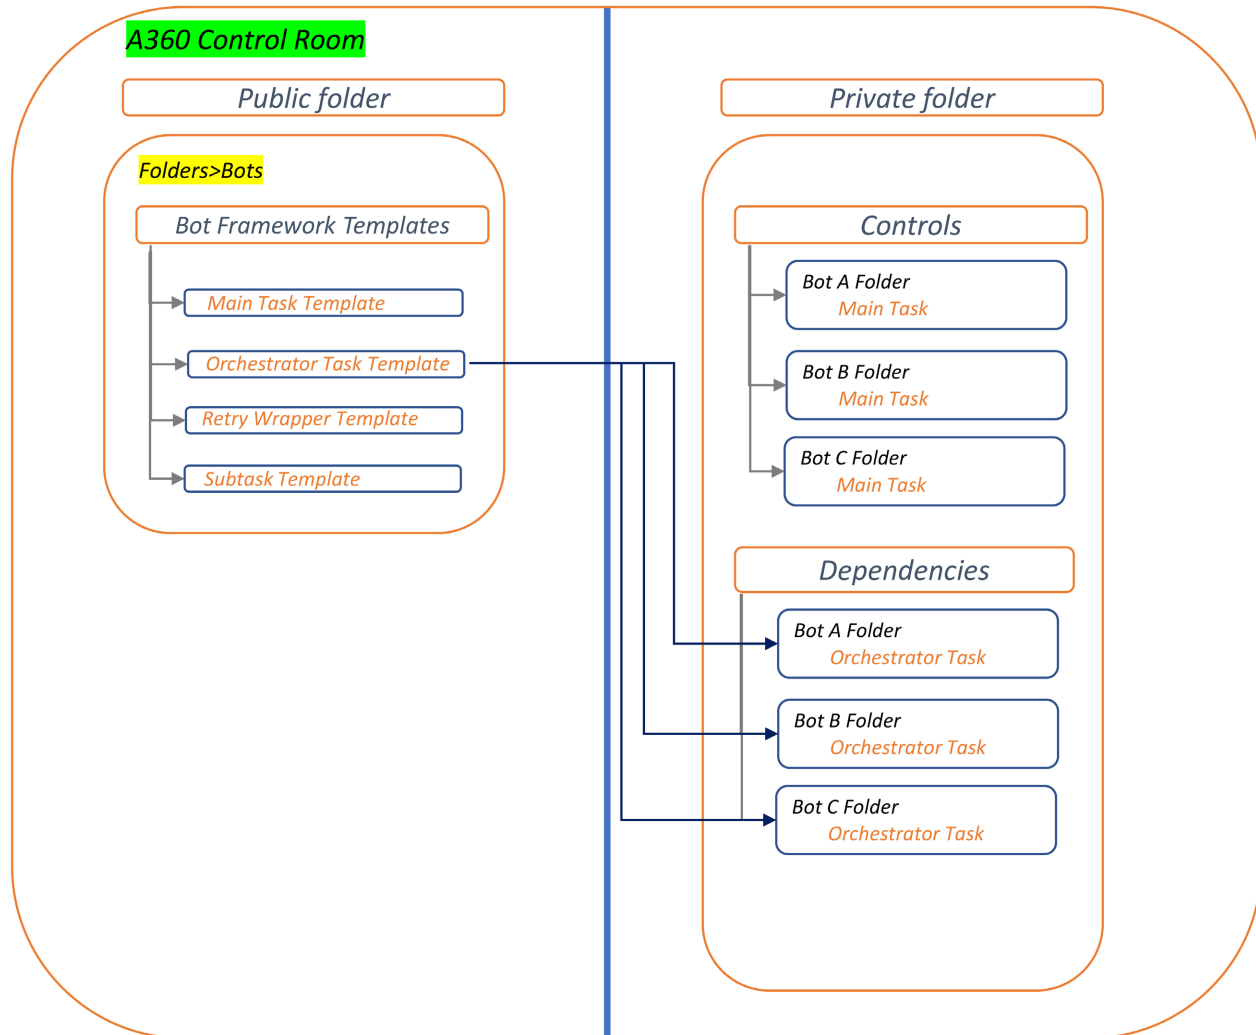 A360 Control Room
Public folder
Folders>Bots
Bot Framework Templates
Main Task Template
Orchestrator Task Template
Retry Wrapper Template
Subtask Template
Private folder
Controls
Bot A Folder
Main Task
Bot B Folder
Main Task
Bot C Folder
Main Task
Dependencies
Bot A Folder
Orchestrator Task
Bot B Folder
Orchestrator Task
Bot C Folder
Orchestrator Task